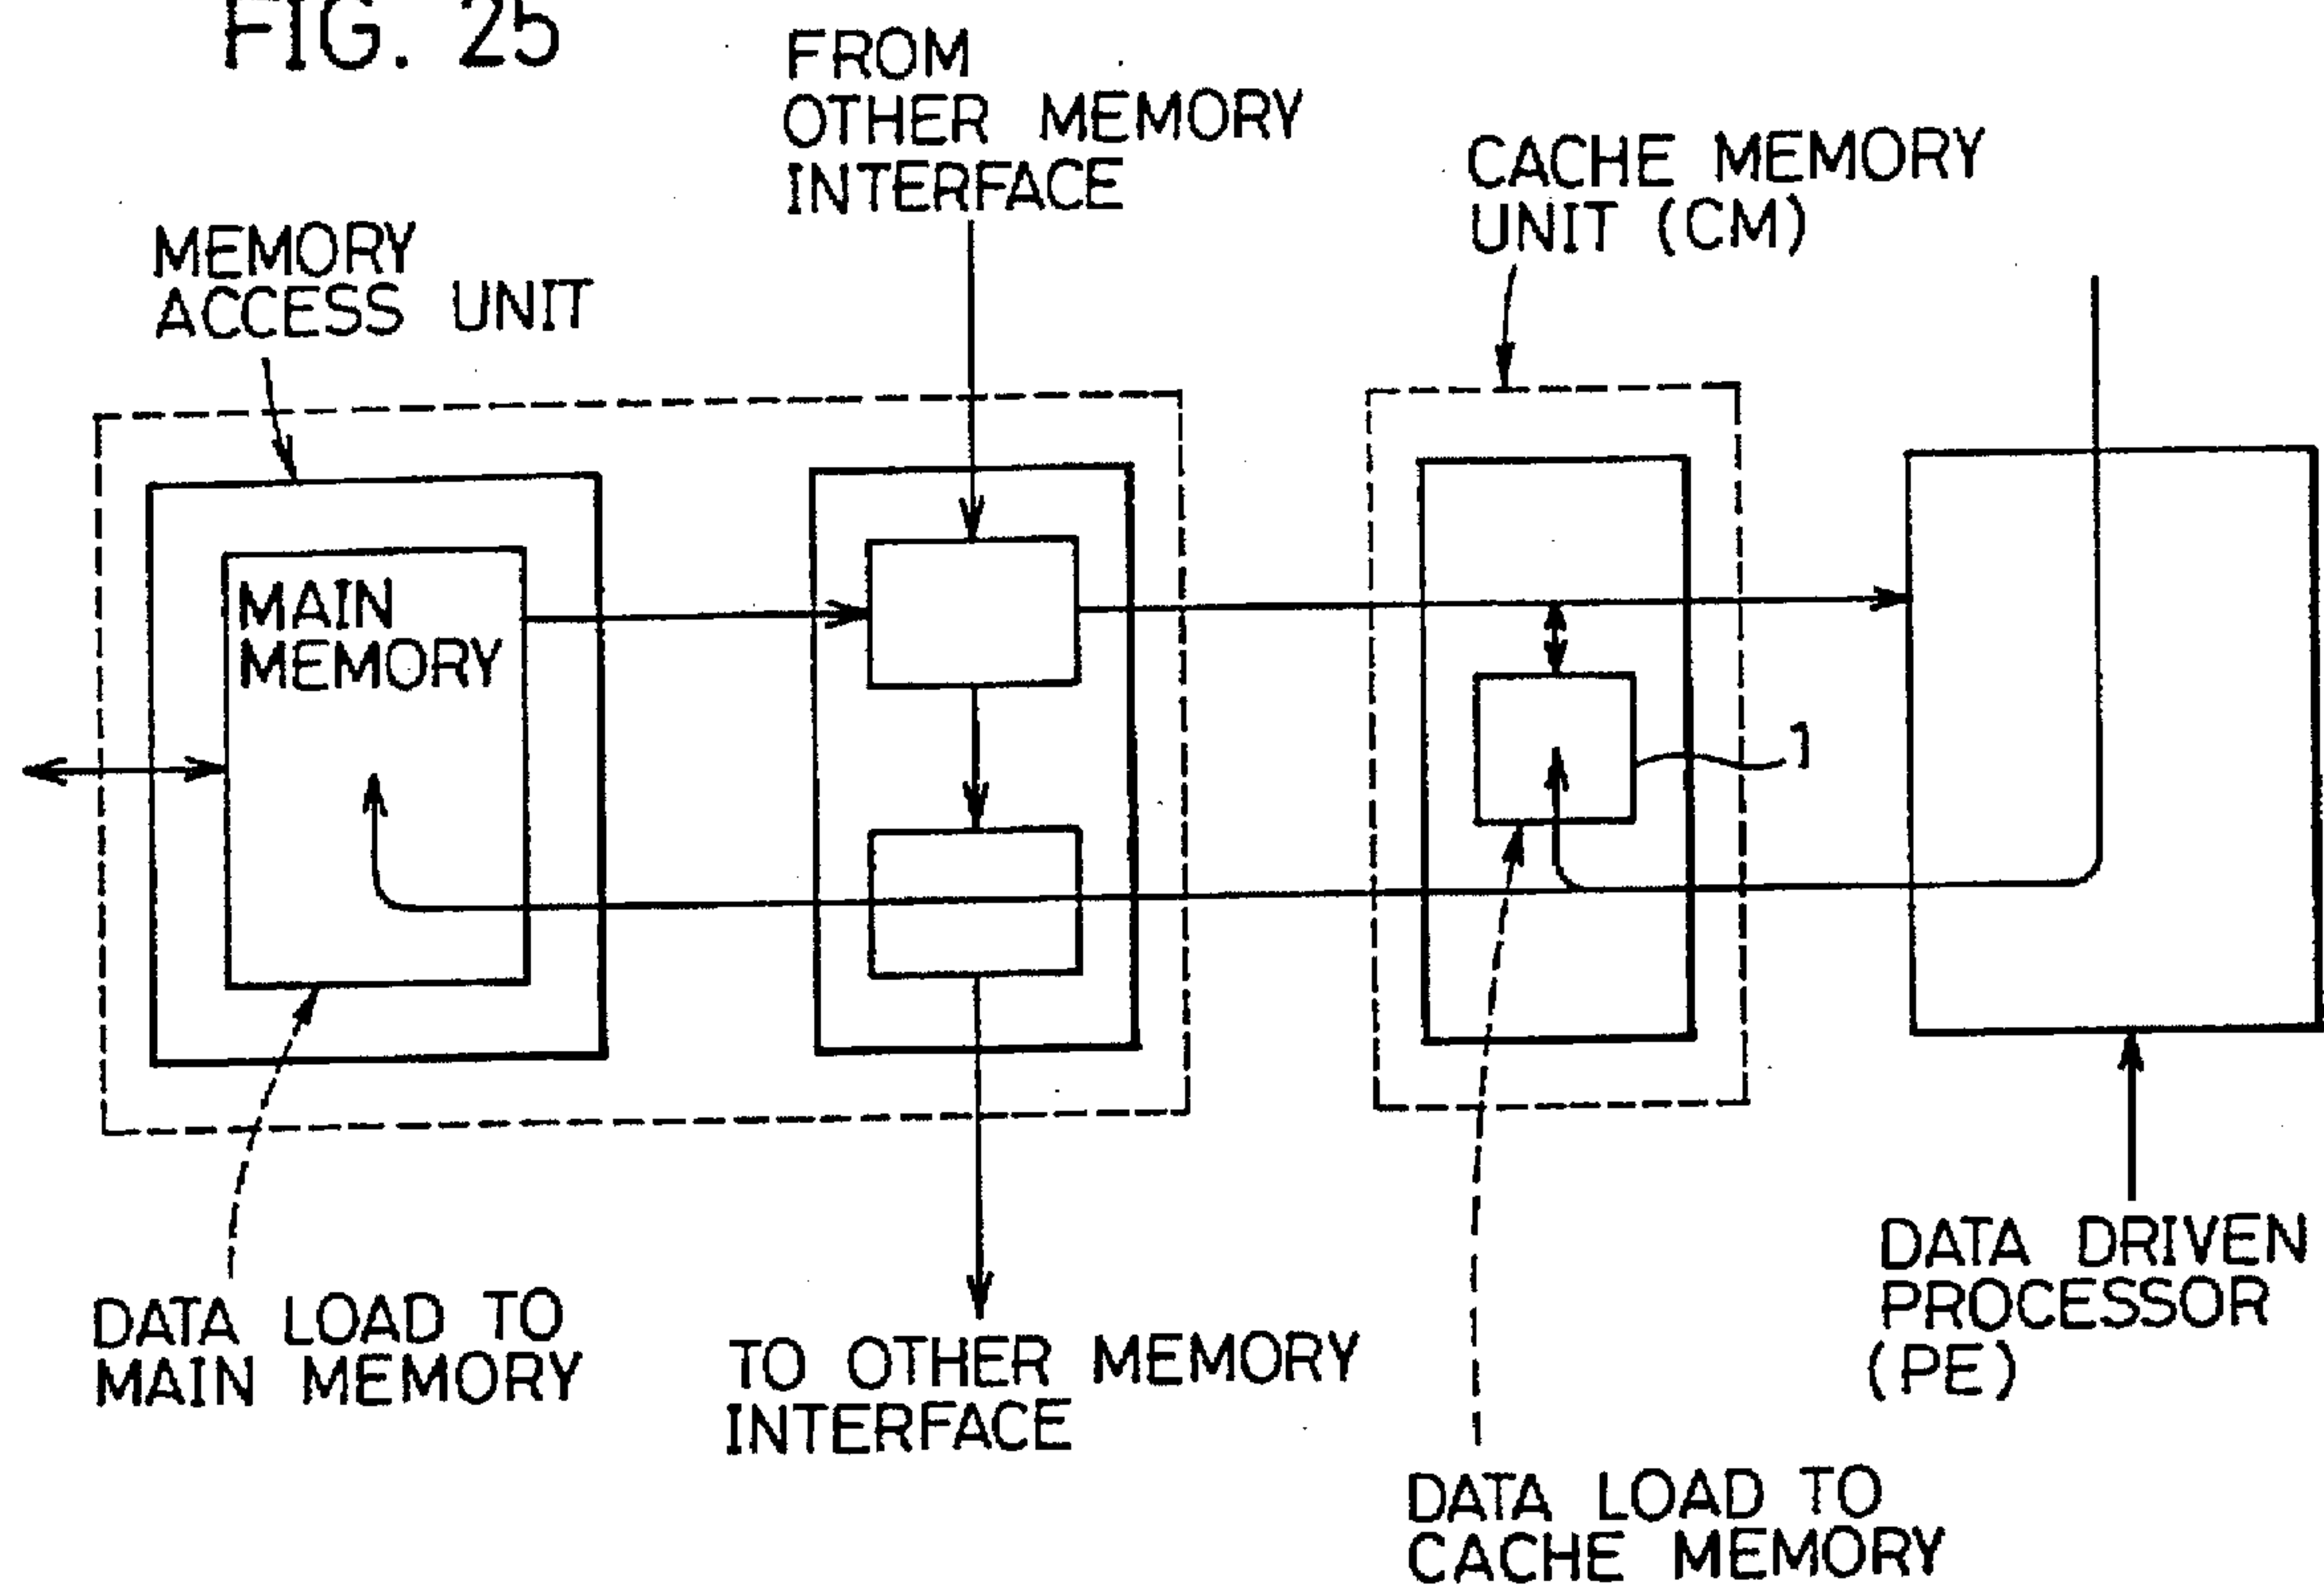 FIG. 25
FROM
OTHER MEMORY
INTERFACE
CACHE MEMORY
UNIT (CM)
MEMORY
ACCESS UNIT
MAIN
MEMORY
1
DATA LOAD TO
MAIN MEMORY
TO OTHER MEMORY
INTERFACE
DATA DRIVEN
PROCESSOR
(PE)
DATA LOAD TO
CACHE MEMORY